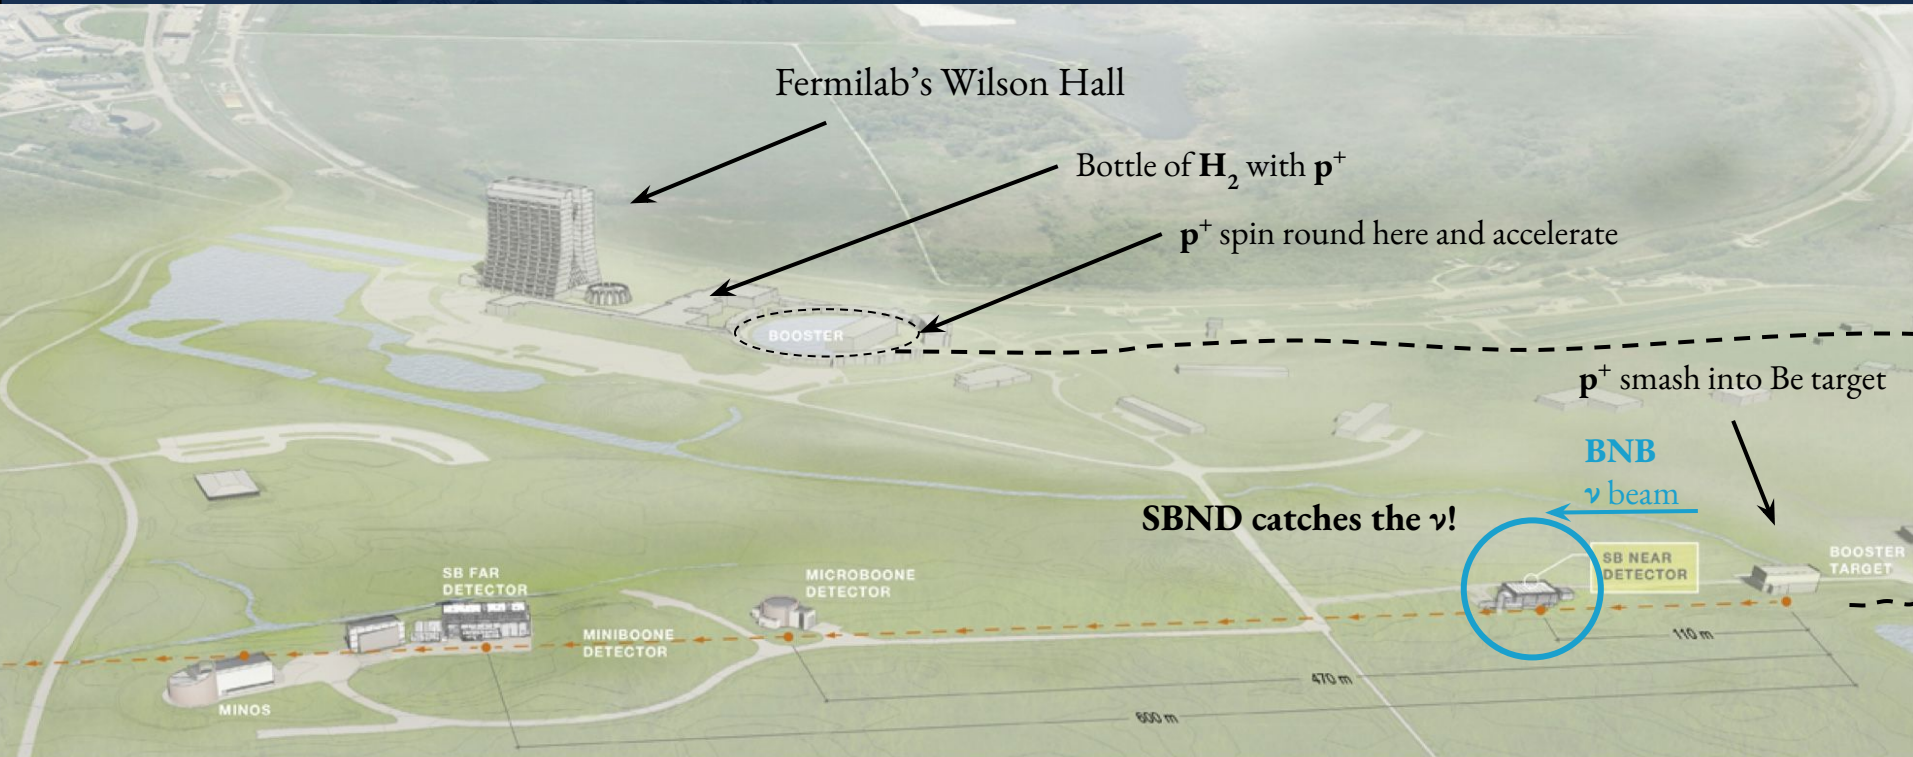 Fermilab’s Wilson Hall
Bottle of H₂ with p⁺
p⁺ spin round here and accelerate
BOOSTER
p⁺ smash into Be target
BNB
ν beam
SBND catches the ν!
SB NEAR
DETECTOR
BOOSTER
TARGET
SB FAR
DETECTOR
MICROBOONE
DETECTOR
MINIBOONE
DETECTOR
110 m
470 m
600 m
MINOS